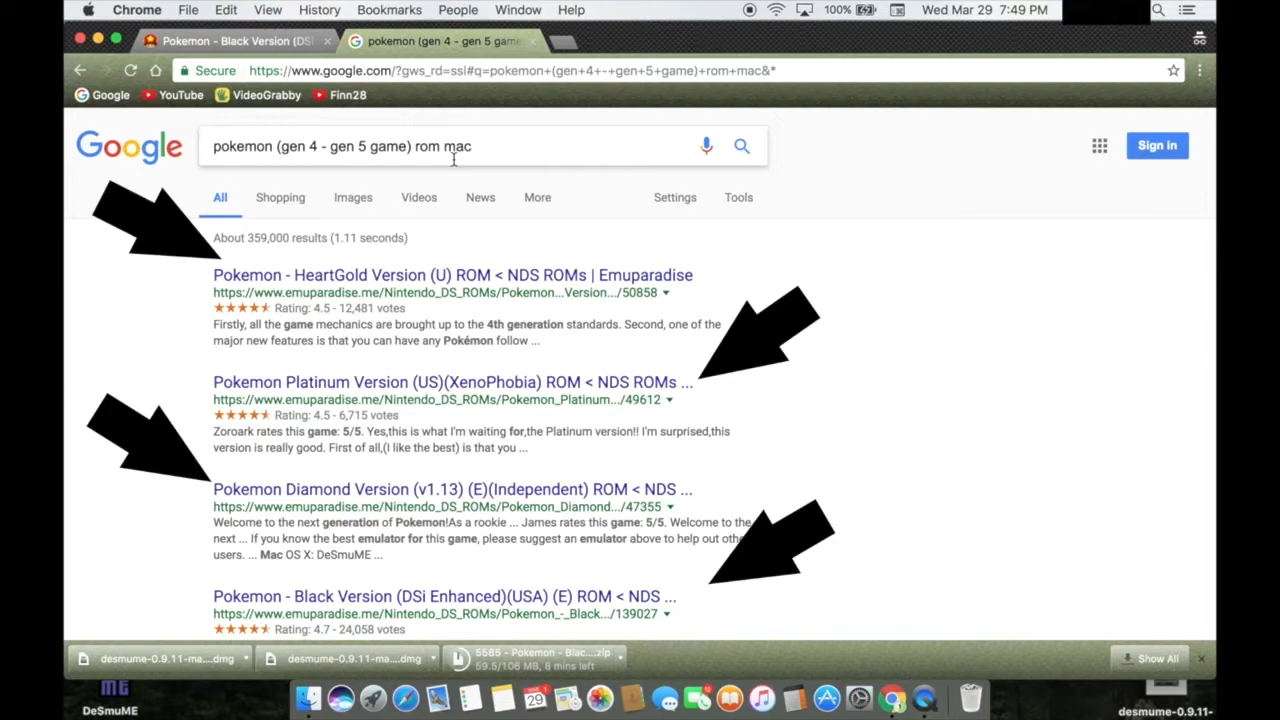 Chrome File Edit View History Bookmarks People Window Help 100% Wed Mar 29 7:49 PM
Pokemon - Black Version (DSi × pokemon (gen 4 - gen 5 game ×
Secure https://www.google.com/?gws_rd=ssl#q=pokemon+(gen+4+-+gen+5+game)+rom+mac&*
Google YouTube VideoGrabby Finn28
Google pokemon (gen 4 - gen 5 game) rom mac Sign in
All Shopping Images Videos News More Settings Tools
About 359,000 results (1.11 seconds)
Pokemon - HeartGold Version (U) ROM < NDS ROMs | Emuparadise
https://www.emuparadise.me/Nintendo_DS_ROMs/Pokemon...Version.../50858
Rating: 4.5 - 12,481 votes
Firstly, all the game mechanics are brought up to the 4th generation standards. Second, one of the
major new features is that you can have any Pokémon follow ...
Pokemon Platinum Version (US)(XenoPhobia) ROM < NDS ROMs ...
https://www.emuparadise.me/Nintendo_DS_ROMs/Pokemon_Platinum.../49612
Rating: 4.5 - 6,715 votes
Zoroark rates this game: 5/5. Yes,this is what I'm waiting for,the Platinum version!! I'm surprised,this
version is really good. First of all,(I like the best) is that you ...
Pokemon Diamond Version (v1.13) (E)(Independent) ROM < NDS ...
https://www.emuparadise.me/Nintendo_DS_ROMs/Pokemon_Diamond.../47355
Welcome to the next generation of Pokemon!As a rookie ... James rates this game: 5/5. Welcome to the
next ... If you know the best emulator for this game, please suggest an emulator above to help out
users. ... Mac OS X: DeSmuME ...
Pokemon - Black Version (DSi Enhanced)(USA) (E) ROM < NDS ...
https://www.emuparadise.me/Nintendo_DS_ROMs/Pokemon_-_Black.../139027
Rating: 4.7 - 24,058 votes
desmume-0.9.11-ma....dmg desmume-0.9.11-ma....dmg 5585 - Pokemon - Blac....zip Show All
59.5/106 MB, 8 mins left
ME
DeSmuME desmume-0.9.11-